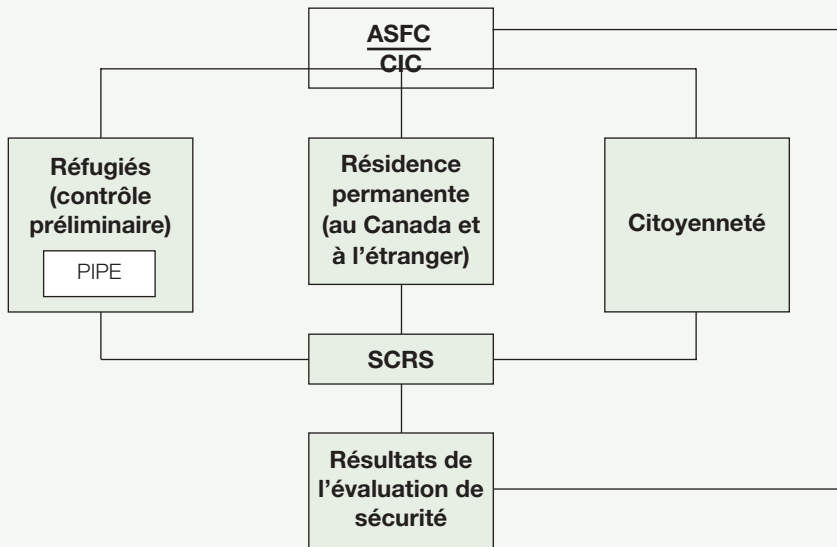 ASFC
CIC
Réfugiés
(contrôle
préliminaire)
PIPE
Résidence
permanente
(au Canada et
à l'étranger)
Citoyenneté
SCRS
Résultats de
l'évaluation de
sécurité